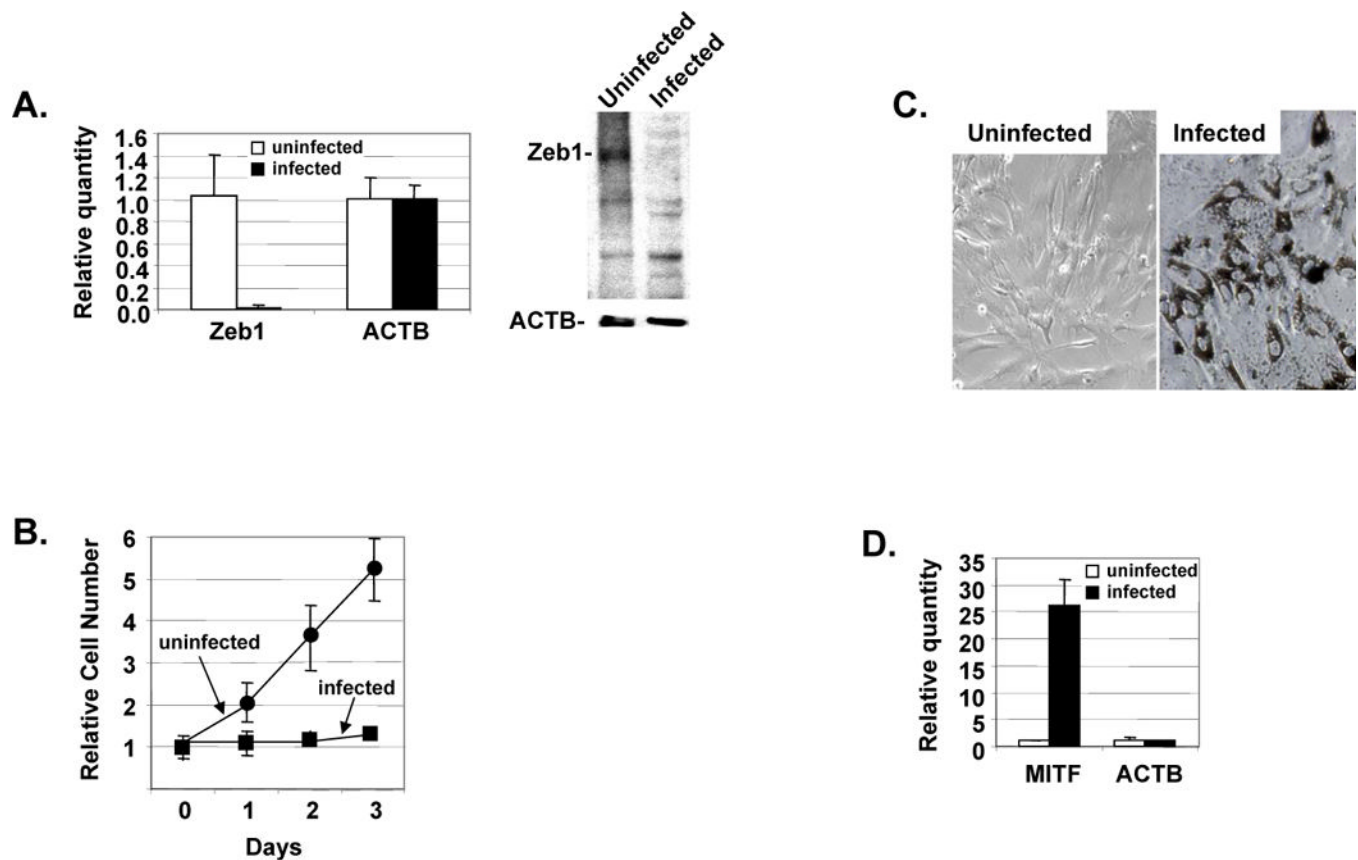 A.
Relative quantity
1.6
1.4
1.2
1.0
0.8
0.6
0.4
0.2
0.0
uninfected
infected
Zeb1
ACTB
Uninfected
Infected
Zeb1-
ACTB-
C.
Uninfected
Infected
B.
Relative Cell Number
6
5
4
3
2
1
uninfected
infected
0
1
2
3
Days
D.
Relative quantity
35
30
25
20
15
10
5
0
uninfected
infected
MITF
ACTB